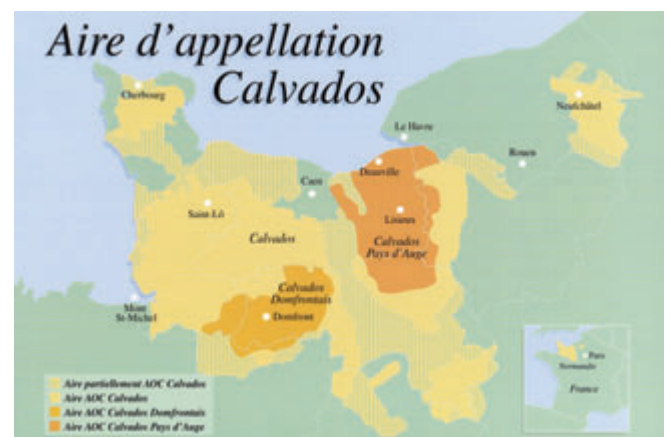 Aire d'appellation
Calvados
Cherbourg
Neufchâtel
Le Havre
Rouen
Deauville
Caen
Saint-Lô
Lisieux
Calvados
Calvados
Pays d'Auge
Calvados
Domfrontais
Domfront
Mont
St-Michel
Paris
Normandie
France
Aire partiellement AOC Calvados
Aire AOC Calvados
Aire AOC Calvados Domfrontais
Aire AOC Calvados Pays d'Auge